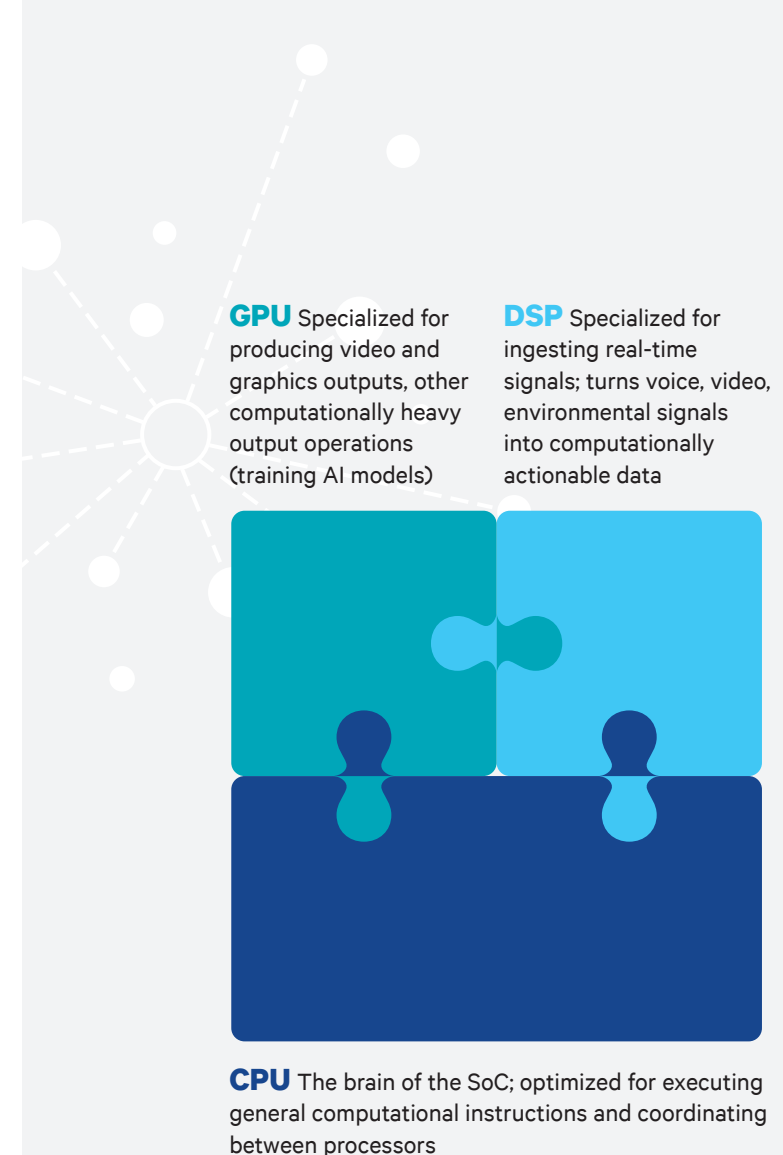 GPU Specialized for
producing video and
graphics outputs, other
computationally heavy
output operations
(training AI models)
DSP Specialized for
ingesting real-time
signals; turns voice, video,
environmental signals
into computationally
actionable data
CPU The brain of the SoC; optimized for executing
general computational instructions and coordinating
between processors